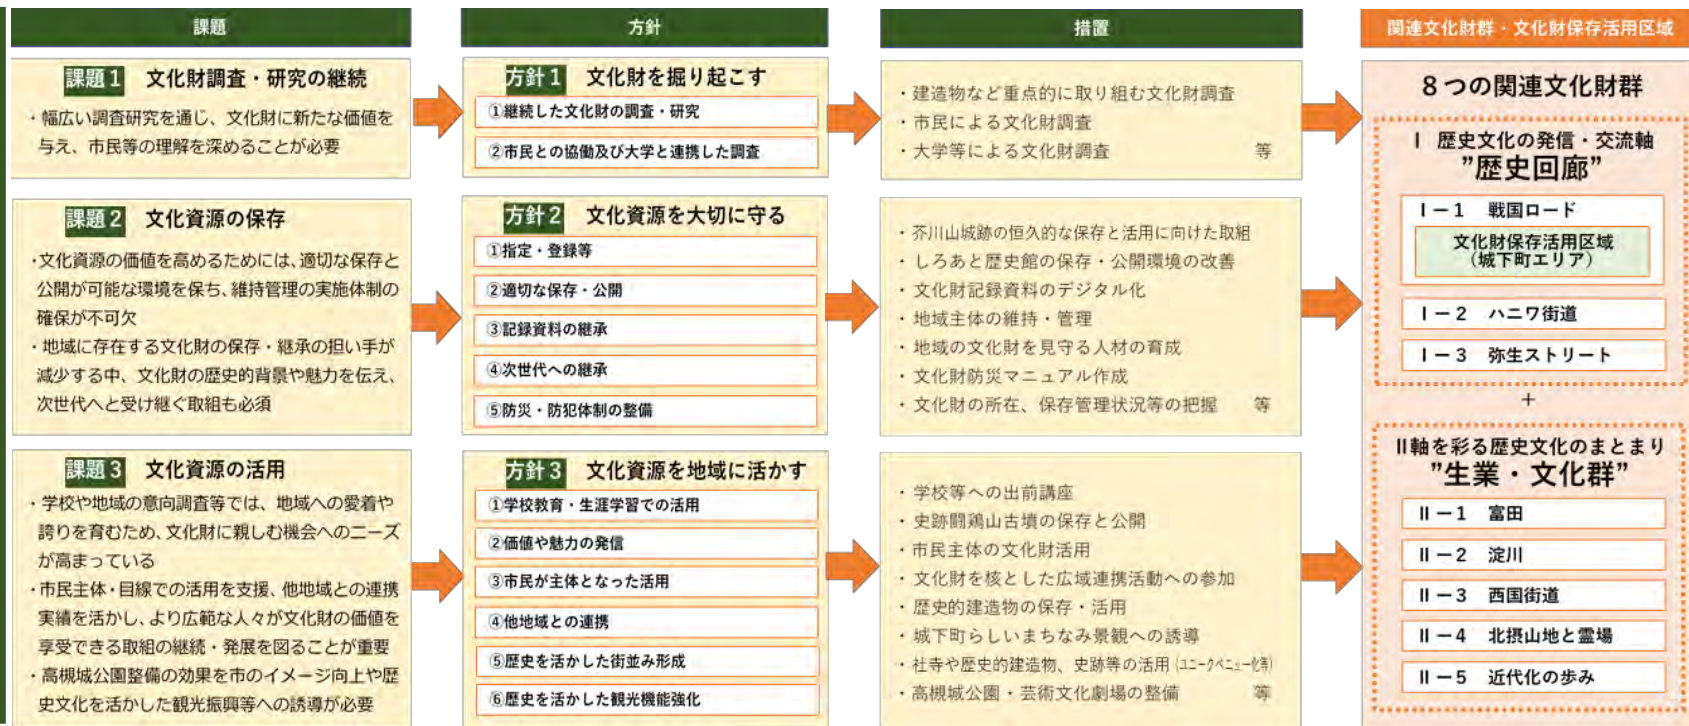 課題
課題1 文化財調査・研究の継続
・幅広い調査研究を通じ、文化財に新たな価値を
与え、市民等の理解を深めることが必要
課題2 文化資源の保存
・文化資源の価値を高めるためには、適切な保存と
公開が可能な環境を保ち、維持管理の実施体制の
確保が不可欠
・地域に存在する文化財の保存・継承の担い手が
減少する中、文化財の歴史的背景や魅力を伝え、
次世代へと受け継ぐ取組も必須
課題3 文化資源の活用
・学校や地域の意向調査等では、地域への愛着や
誇りを育むため、文化財に親しむ機会へのニーズ
が高まっている
・市民主体・目線での活用を支援、他地域との連携
実績を活かし、より広範な人々が文化財の価値を
享受できる取組の継続・発展を図ることが重要
・高槻城公園整備の効果を市のイメージ向上や歴
史文化を活かした観光振興等への誘導が必要
方針
方針1 文化財を掘り起こす
①継続した文化財の調査・研究
②市民との協働及び大学と連携した調査
方針2 文化資源を大切に守る
①指定・登録等
②適切な保存・公開
③記録資料の継承
④次世代への継承
⑤防災・防犯体制の整備
方針3 文化資源を地域に活かす
①学校教育・生涯学習での活用
②価値や魅力の発信
③市民が主体となった活用
④他地域との連携
⑤歴史を活かした街並み形成
⑥歴史を活かした観光機能強化
措置
・建造物など重点的に取り組む文化財調査
・市民による文化財調査
・大学等による文化財調査 等
・芥川山城跡の恒久的な保存と活用に向けた取組
・しろあと歴史館の保存・公開環境の改善
・文化財記録資料のデジタル化
・地域主体の維持・管理
・地域の文化財を見守る人材の育成
・文化財防災マニュアル作成
・文化財の所在、保存管理状況等の把握 等
・学校等への出前講座
・史跡闘鶏山古墳の保存と公開
・市民主体の文化財活用
・文化財を核とした広域連携活動への参加
・歴史的建造物の保存・活用
・城下町らしいまちなみ景観への誘導
・社寺や歴史的建造物、史跡等の活用(ユニークベニュー化等)
・高槻城公園・芸術文化劇場の整備 等
関連文化財群・文化財保存活用区域
8つの関連文化財群
Ⅰ 歴史文化の発信・交流軸
”歴史回廊”
Ⅰ－1 戦国ロード
文化財保存活用区域
(城下町エリア)
Ⅰ－2 ハニワ街道
Ⅰ－3 弥生ストリート
+
Ⅱ軸を彩る歴史文化のまとまり
”生業・文化群”
Ⅱ－1 富田
Ⅱ－2 淀川
Ⅱ－3 西国街道
Ⅱ－4 北摂山地と霊場
Ⅱ－5 近代化の歩み